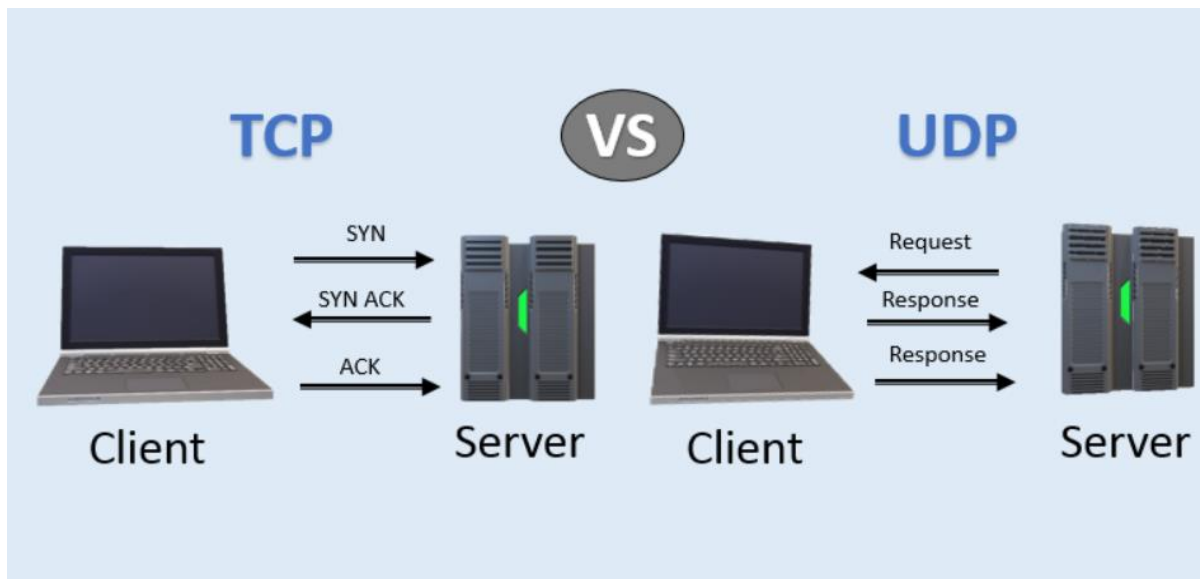 TCP
VS
UDP
SYN
SYN ACK
ACK
Client
Server
Request
Response
Response
Client
Server